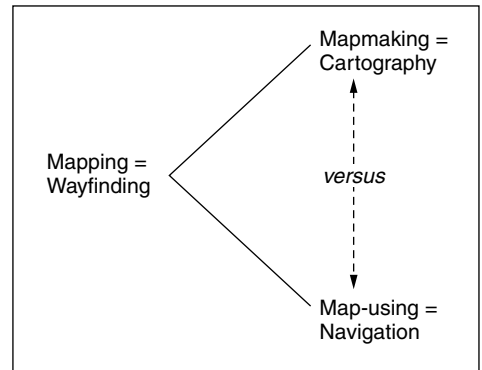 Mapmaking =
Cartography
Mapping =
Wayfinding
versus
Map-using =
Navigation